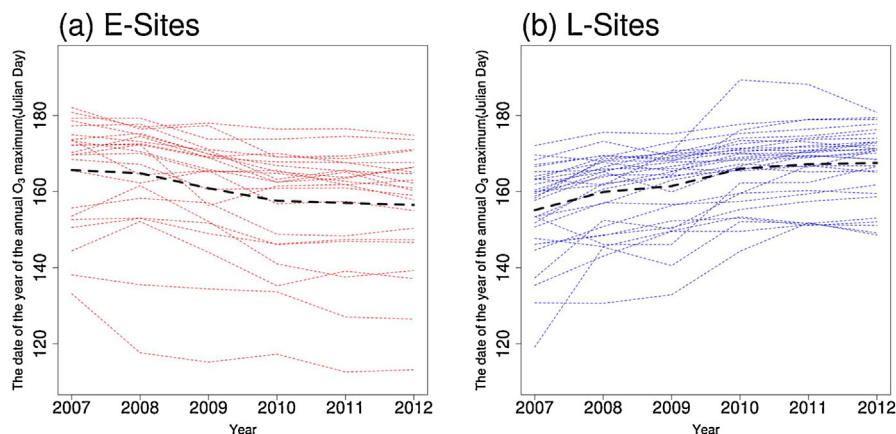 (a) E-Sites
The date of the year of the annual O₃ maximum(Julian Day)
180
160
140
120
2007 2008 2009 2010 2011 2012
Year
(b) L-Sites
The date of the year of the annual O₃ maximum(Julian Day)
180
160
140
120
2007 2008 2009 2010 2011 2012
Year